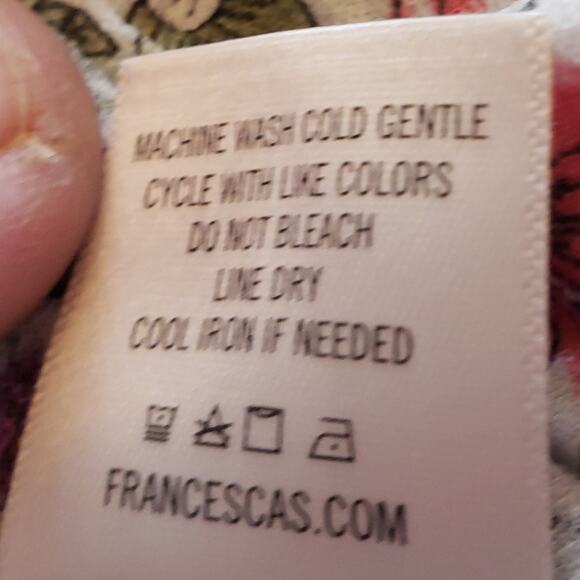 MACHINE WASH COLD GENTLE
CYCLE WITH LIKE COLORS
DO NOT BLEACH
LINE DRY
COOL IRON IF NEEDED
FRANCESCAS.COM